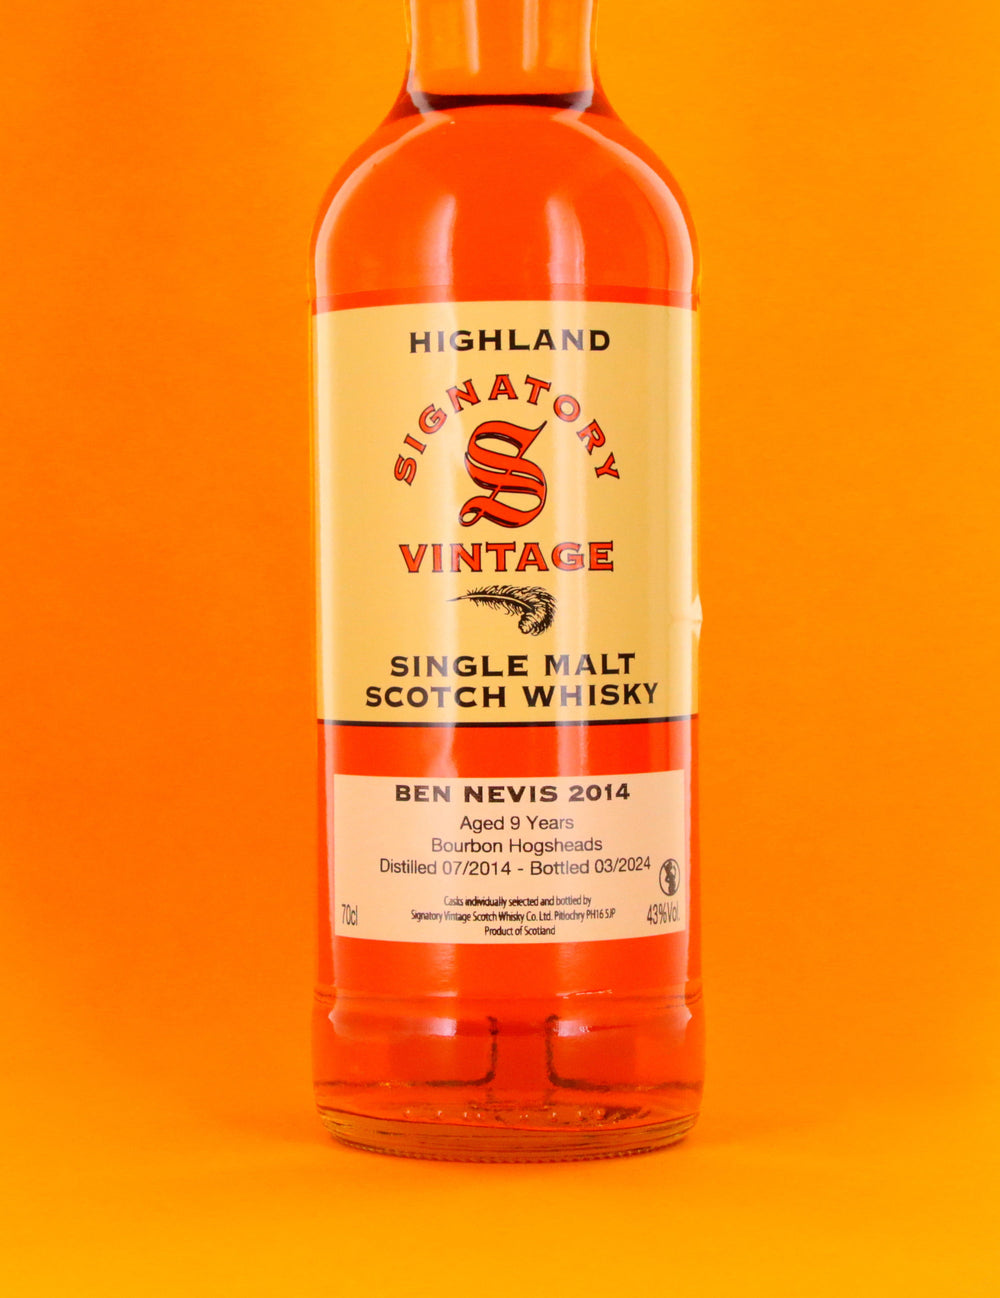 HIGHLAND
SIGNATORY
S
VINTAGE
SINGLE MALT
SCOTCH WHISKY
BEN NEVIS 2014
Aged 9 Years
Bourbon Hogsheads
Distilled 07/2014 - Bottled 03/2024
Casks individually selected and bottled by
Signatory Vintage Scotch Whisky Co. Ltd. Pitlochry PH16 5JP
Product of Scotland
70cl
43%Vol.